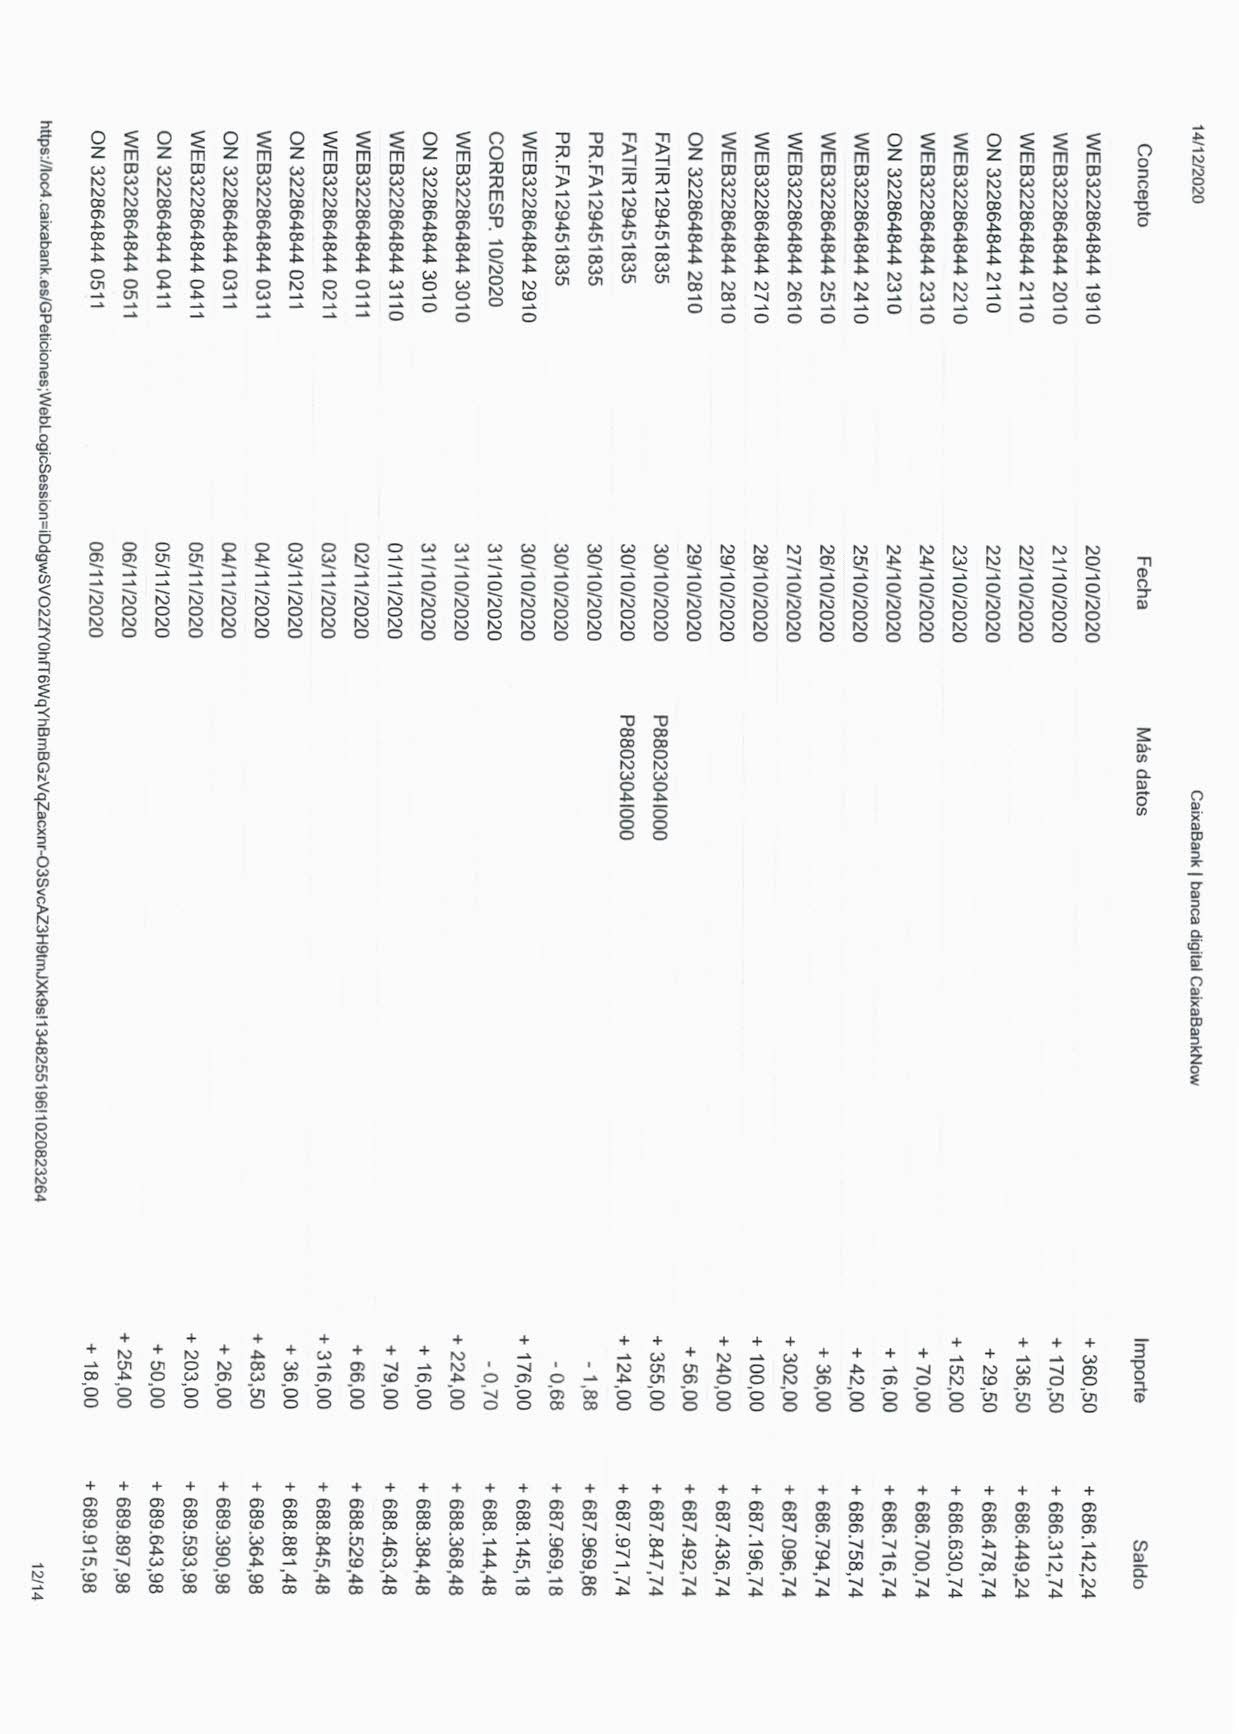 14/12/2020 CaixaBank | banca digital CaixaBankNow
Concepto Fecha Más datos Importe Saldo
WEB322864844 1910 20/10/2020 + 360,50 + 686.142,24
WEB322864844 2010 21/10/2020 + 170,50 + 686.312,74
WEB322864844 2110 22/10/2020 + 136,50 + 686.449,24
ON 322864844 2110 22/10/2020 + 29,50 + 686.478,74
WEB322864844 2210 23/10/2020 + 152,00 + 686.630,74
WEB322864844 2310 24/10/2020 + 70,00 + 686.700,74
ON 322864844 2310 24/10/2020 + 16,00 + 686.716,74
WEB322864844 2410 25/10/2020 + 42,00 + 686.758,74
WEB322864844 2510 26/10/2020 + 36,00 + 686.794,74
WEB322864844 2610 27/10/2020 + 302,00 + 687.096,74
WEB322864844 2710 28/10/2020 + 100,00 + 687.196,74
WEB322864844 2810 29/10/2020 + 240,00 + 687.436,74
ON 322864844 2810 29/10/2020 + 56,00 + 687.492,74
FATIR129451835 30/10/2020 P8802304I000 + 355,00 + 687.847,74
FATIR129451835 30/10/2020 P8802304I000 + 124,00 + 687.971,74
PR.FA129451835 30/10/2020 - 1,88 + 687.969,86
PR.FA129451835 30/10/2020 - 0,68 + 687.969,18
WEB322864844 2910 30/10/2020 + 176,00 + 688.145,18
CORRESP. 10/2020 31/10/2020 - 0,70 + 688.144,48
WEB322864844 3010 31/10/2020 + 224,00 + 688.368,48
ON 322864844 3010 31/10/2020 + 16,00 + 688.384,48
WEB322864844 3110 01/11/2020 + 79,00 + 688.463,48
WEB322864844 0111 02/11/2020 + 66,00 + 688.529,48
WEB322864844 0211 03/11/2020 + 316,00 + 688.845,48
ON 322864844 0211 03/11/2020 + 36,00 + 688.881,48
WEB322864844 0311 04/11/2020 + 483,50 + 689.364,98
ON 322864844 0311 04/11/2020 + 26,00 + 689.390,98
WEB322864844 0411 05/11/2020 + 203,00 + 689.593,98
ON 322864844 0411 05/11/2020 + 50,00 + 689.643,98
WEB322864844 0511 06/11/2020 + 254,00 + 689.897,98
ON 322864844 0511 06/11/2020 + 18,00 + 689.915,98
https://loc4.caixabank.es/GPeticiones;WebLogicSession=iDdgwSVO2ZfY0hfT6WqYhBmBGzVqZacxnr-O3SvcAZ3H9tmJXk9s!1348255196!1020823264 12/14